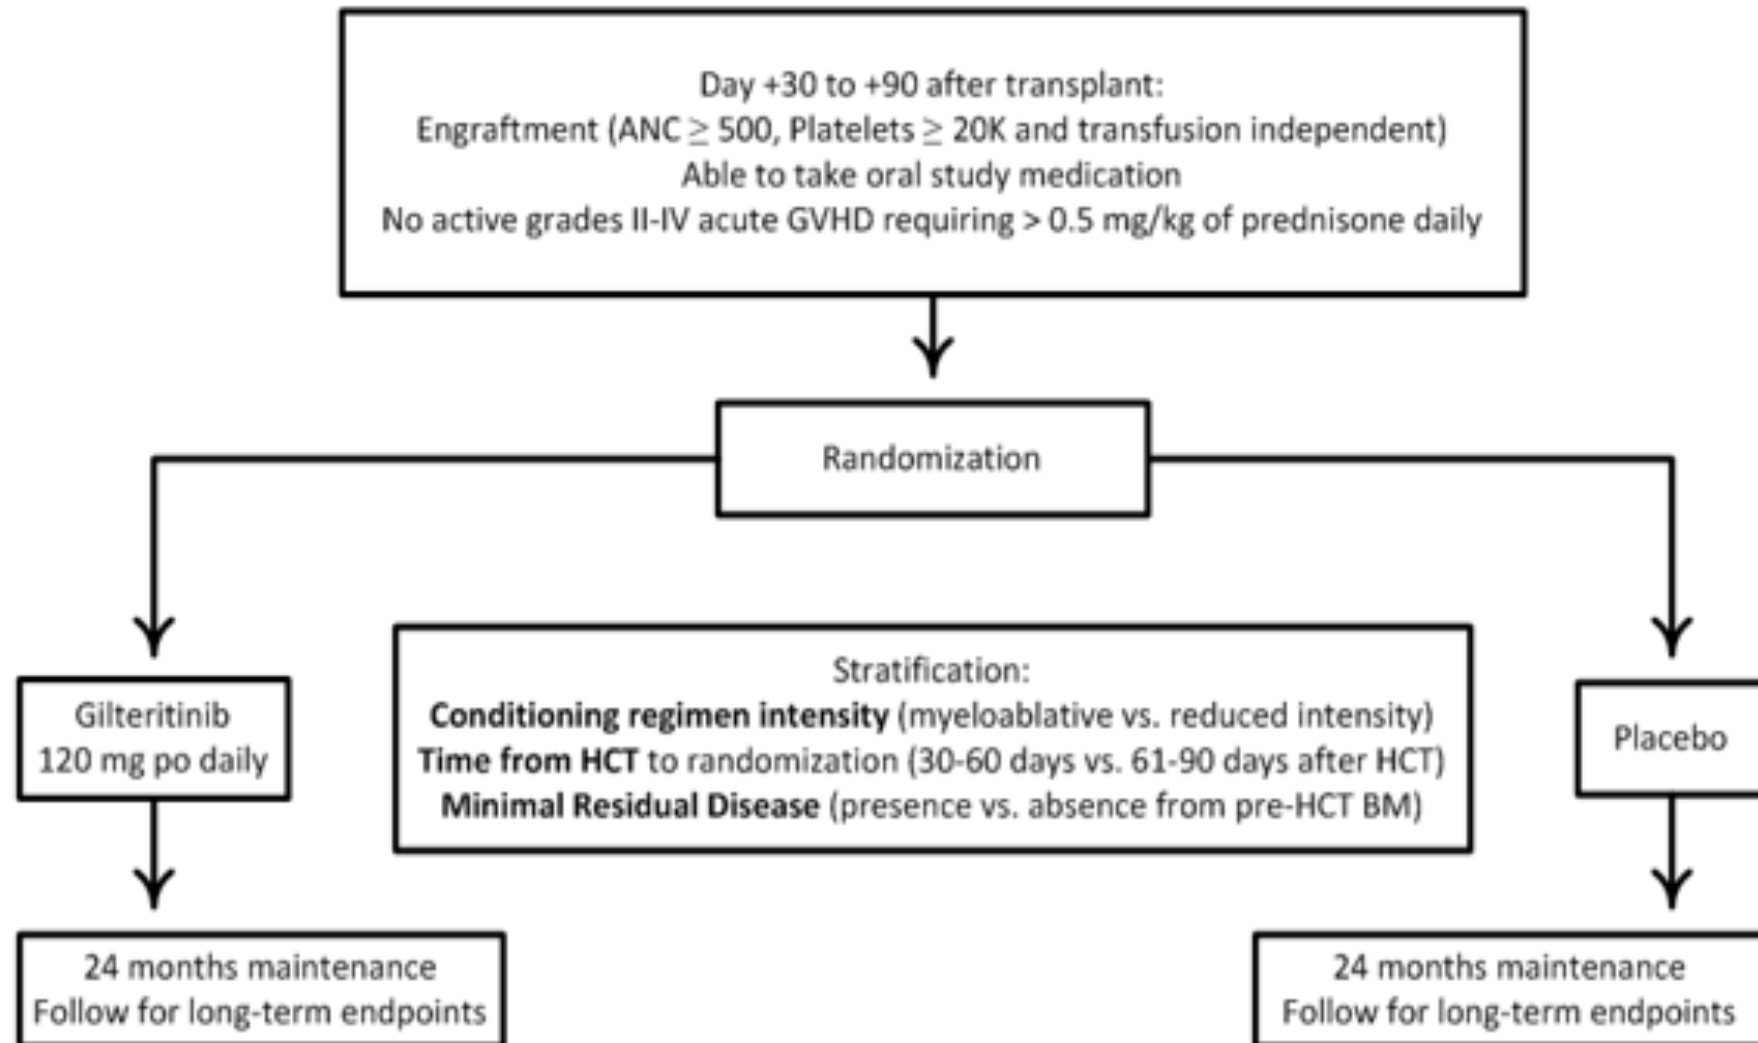 Day +30 to +90 after transplant:
Engraftment (ANC ≥ 500, Platelets ≥ 20K and transfusion independent)
Able to take oral study medication
No active grades II-IV acute GVHD requiring > 0.5 mg/kg of prednisone daily
Randomization
Gilteritinib
120 mg po daily
Stratification:
Conditioning regimen intensity (myeloablative vs. reduced intensity)
Time from HCT to randomization (30-60 days vs. 61-90 days after HCT)
Minimal Residual Disease (presence vs. absence from pre-HCT BM)
Placebo
24 months maintenance
Follow for long-term endpoints
24 months maintenance
Follow for long-term endpoints